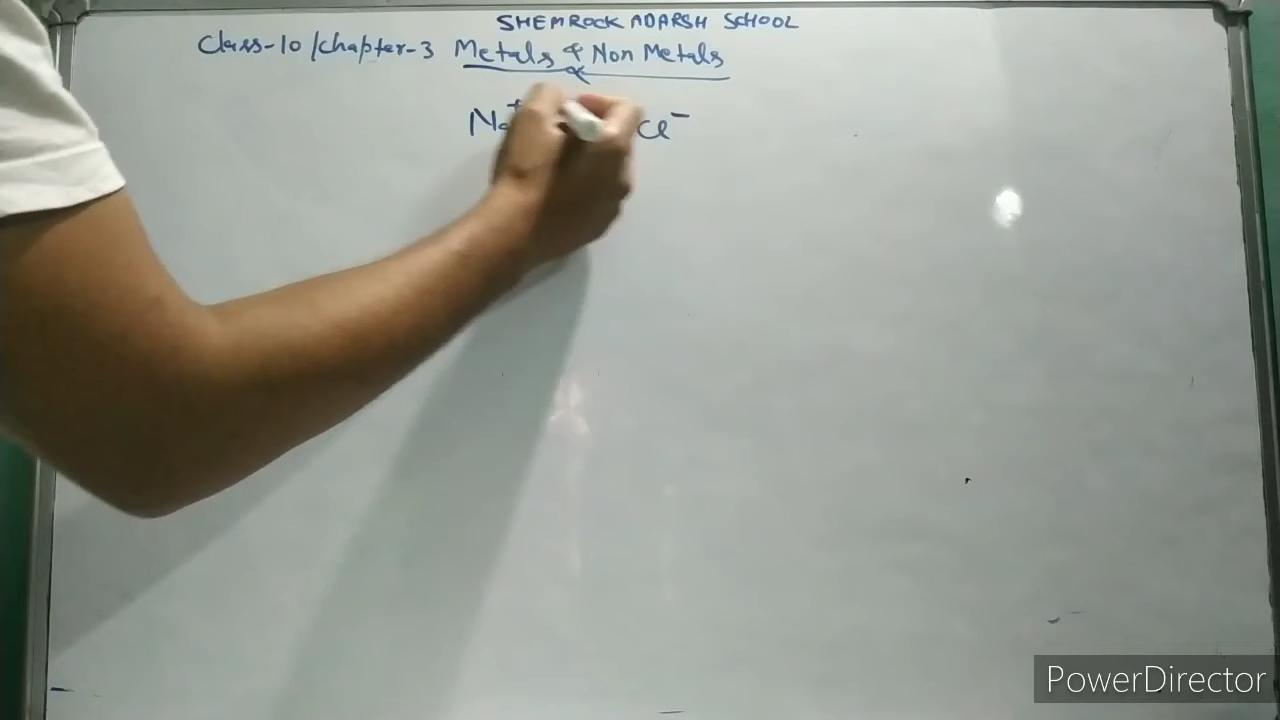 SHEMROCK ADARSH SCHOOL
Class-10/chapter-3 Metals & Non Metals
Na+ Cl-
PowerDirector